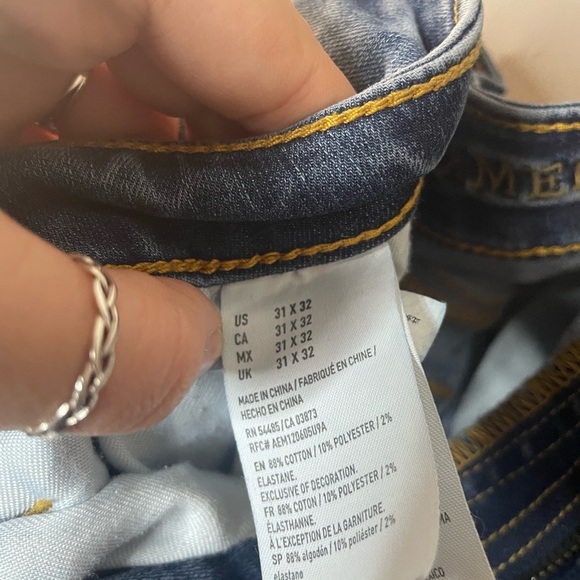 MEG
US 31 X 32
CA 31 X 32
MX 31 X 32
UK 31 X 32
MADE IN CHINA / FABRIQUÉ EN CHINE /
HECHO EN CHINA
RN 54485 / CA 03873
RFC# AEM120605U9A
EN 88% COTTON / 10% POLYESTER / 2%
ELASTANE.
EXCLUSIVE OF DECORATION.
FR 88% COTON / 10% POLYESTER / 2%
ÉLASTHANNE.
À L'EXCEPTION DE LA GARNITURE.
SP 88% algodón / 10% poliéster / 2%
elastano